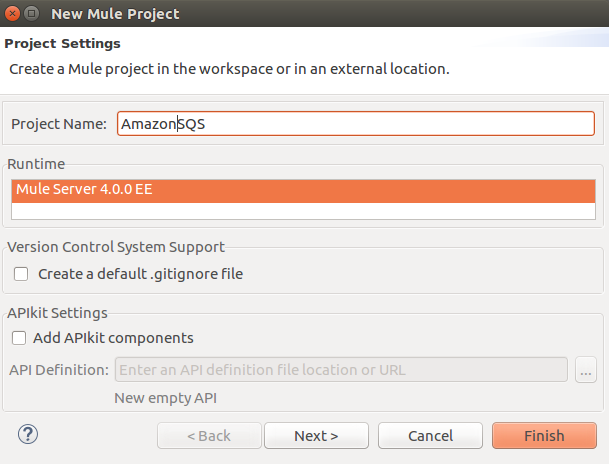 New Mule Project
Project Settings
Create a Mule project in the workspace or in an external location.
Project Name: AmazonSQS
Runtime
Mule Server 4.0.0 EE
Version Control System Support
Create a default .gitignore file
APIkit Settings
Add APIkit components
API Definition: Enter an API definition file location or URL ...
New empty API
? < Back Next > Cancel Finish